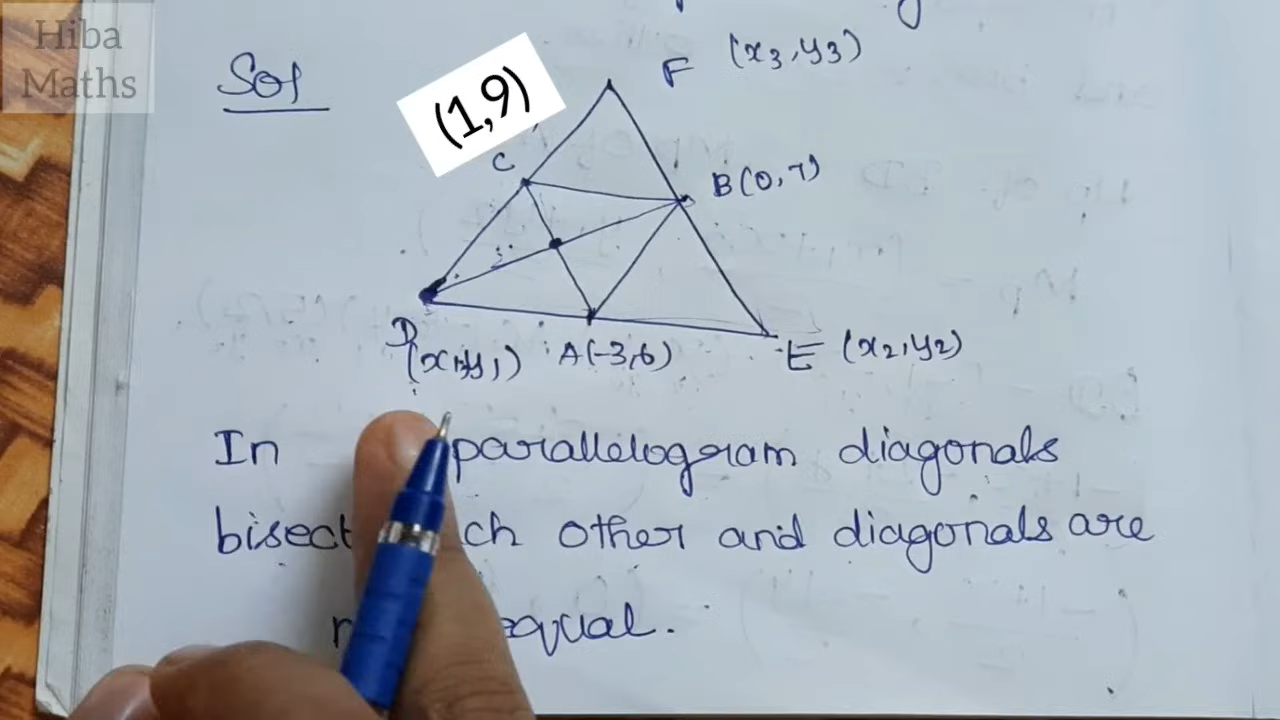 Hiba
Maths
Sol
(1,9)
F (x3,y3)
C
B(0,7)
D
(x1,y1)
A(-3,6)
E (x2,y2)
In parallelogram diagonals
bisect other and diagonals are
equal.